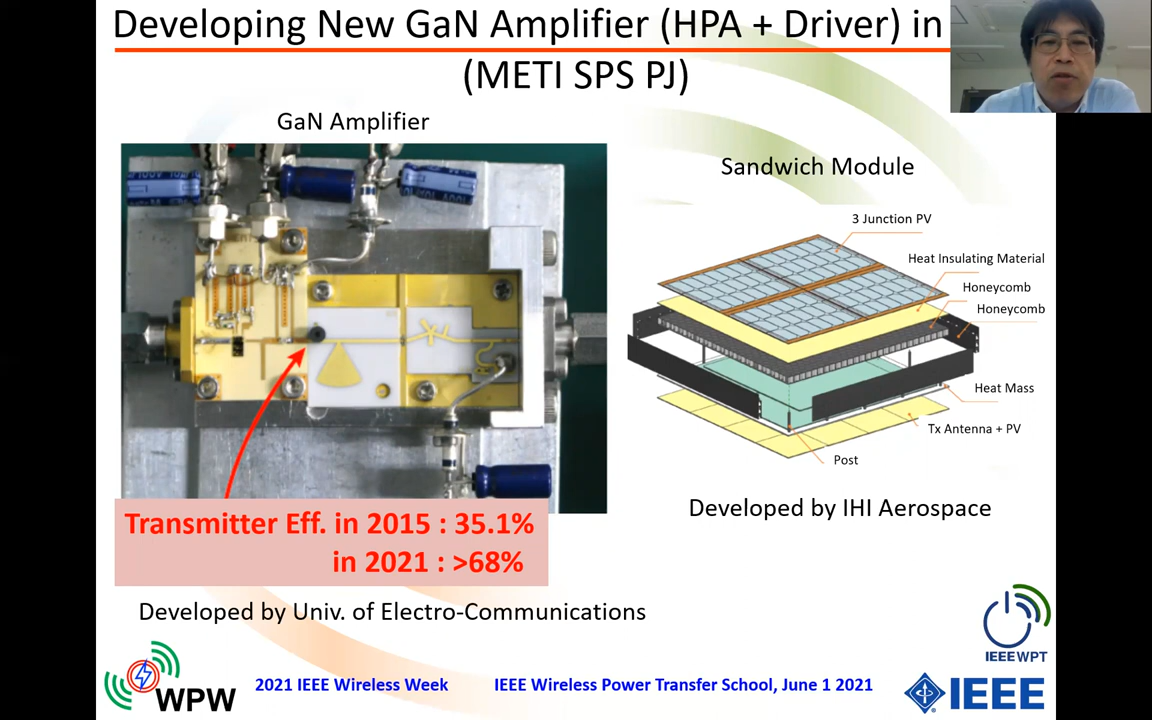 Developing New GaN Amplifier (HPA + Driver) in
(METI SPS PJ)
GaN Amplifier
Sandwich Module
3 Junction PV
Heat Insulating Material
Honeycomb
Honeycomb
Heat Mass
Tx Antenna + PV
Post
Transmitter Eff. in 2015 : 35.1%
in 2021 : >68%
Developed by IHI Aerospace
Developed by Univ. of Electro-Communications
IEEE WPT
WPW
2021 IEEE Wireless Week
IEEE Wireless Power Transfer School, June 1 2021
IEEE